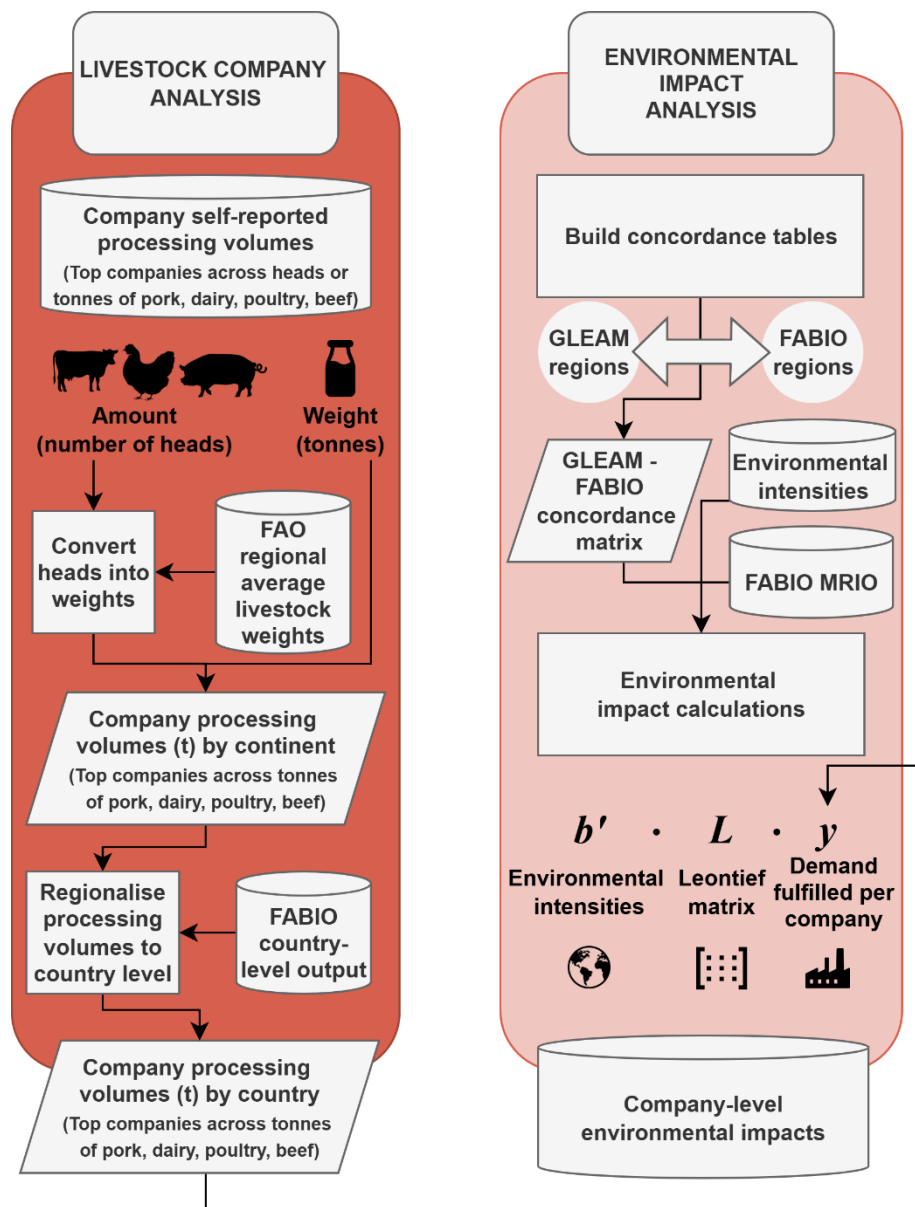 LIVESTOCK COMPANY
ANALYSIS
Company self-reported
processing volumes
(Top companies across heads or
tonnes of pork, dairy, poultry, beef)
Amount
(number of heads)
Weight
(tonnes)
Convert
heads into
weights
FAO
regional
average
livestock
weights
Company processing
volumes (t) by continent
(Top companies across tonnes
of pork, dairy, poultry, beef)
Regionalise
processing
volumes to
country level
FABIO
country-
level output
Company processing
volumes (t) by country
(Top companies across tonnes
of pork, dairy, poultry, beef)
ENVIRONMENTAL
IMPACT
ANALYSIS
Build concordance tables
GLEAM
regions
FABIO
regions
GLEAM -
FABIO
concordance
matrix
Environmental
intensities
FABIO MRIO
Environmental
impact calculations
b' · L · y
Environmental
intensities
Leontief
matrix
Demand
fulfilled per
company
Company-level
environmental impacts